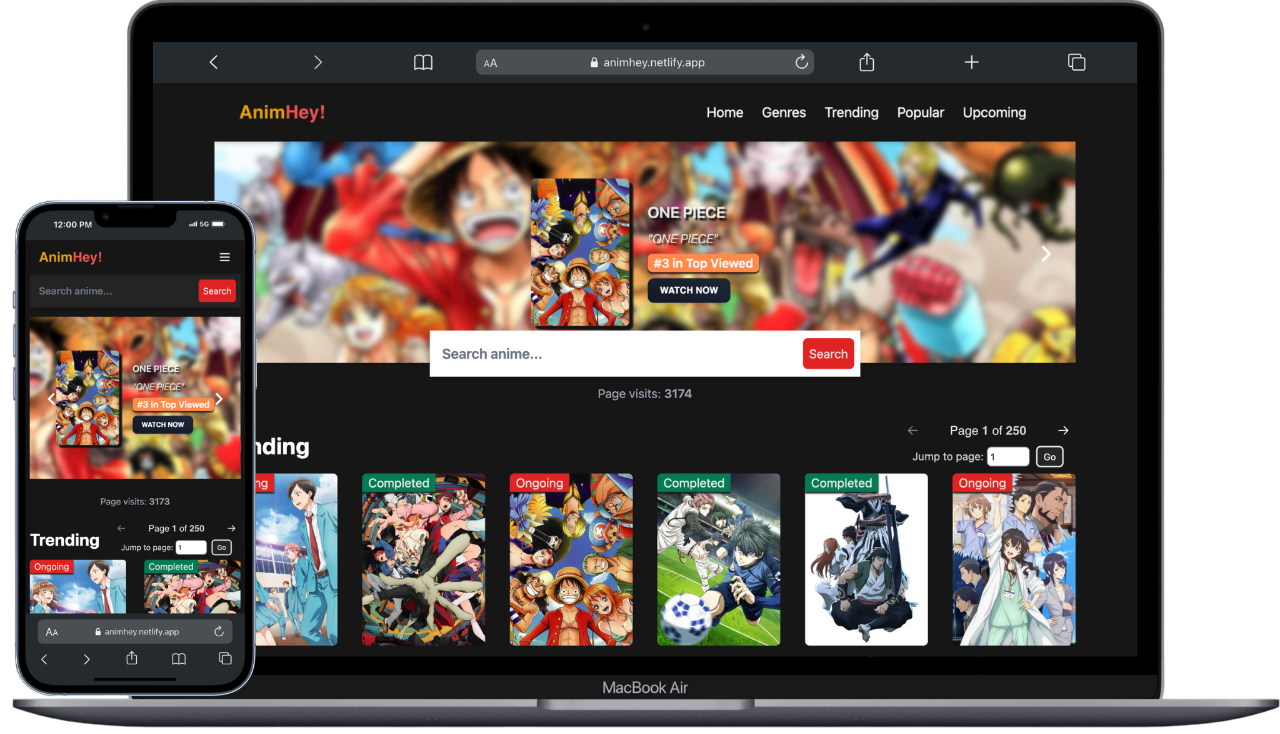 AA animhey.netlify.app
AnimHey!
Home Genres Trending Popular Upcoming
ONE PIECE
"ONE PIECE"
#3 in Top Viewed
WATCH NOW
Search anime... Search
Page visits: 3174
nding
Page 1 of 250
Jump to page: 1 Go
ng
Completed
Ongoing
Completed
Completed
Ongoing
MacBook Air
12:00 PM 5G
AnimHey!
Search anime... Search
ONE PIECE
"ONE PIECE"
#3 in Top Viewed
WATCH NOW
Page visits: 3173
Trending
Page 1 of 250
Jump to page: 1 Go
Ongoing
Completed
AA animhey.netlify.app